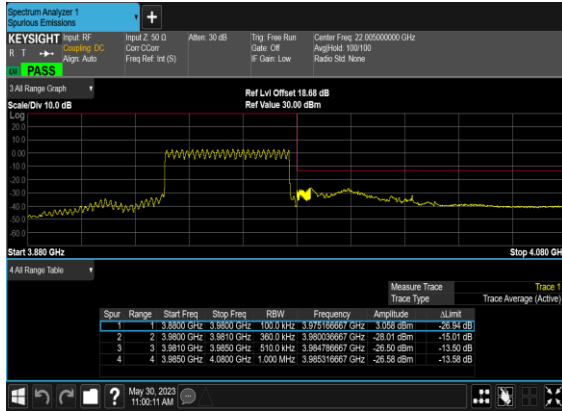 Spectrum Analyzer 1
Spurious Emissions
KEYSIGHT
R T
Input: RF
Coupling: DC
Align: Auto
Input Z: 50 Ω
Corr CCorr
Freq Ref: Int (S)
Atten: 30 dB
Trig: Free Run
Gate: Off
IF Gain: Low
Center Freq: 22.005000000 GHz
Avg|Hold: 100/100
Radio Std: None
PASS
3 All Range Graph
Scale/Div 10.0 dB
Ref Lvl Offset 18.68 dB
Ref Value 30.00 dBm
Log
20.0
10.0
0.00
-10.0
-20.0
-30.0
-40.0
-50.0
-60.0
Start 3.880 GHz
Stop 4.080 GH
4 All Range Table
Measure Trace Trace 1
Trace Type Trace Average (Active)
Spur Range Start Freq Stop Freq RBW Frequency Amplitude ΔLimit
1 1 3.8800 GHz 3.9800 GHz 100.0 kHz 3.975166667 GHz 3.058 dBm -26.94 dB
2 2 3.9800 GHz 3.9810 GHz 360.0 kHz 3.980036667 GHz -28.01 dBm -15.01 dB
3 3 3.9810 GHz 3.9850 GHz 510.0 kHz 3.984786667 GHz -26.50 dBm -13.50 dB
4 4 3.9850 GHz 4.0800 GHz 1.000 MHz 3.985316667 GHz -26.58 dBm -13.58 dB
?
May 30, 2023
11:00:11 AM